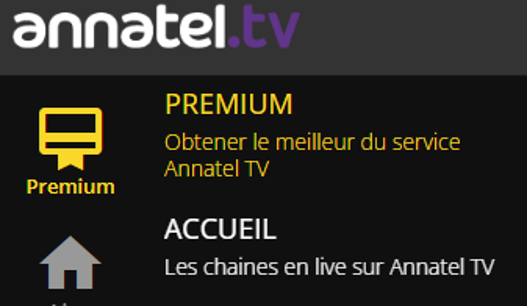 annatel.tv
PREMIUM
Obtener le meilleur du service
Annatel TV
Premium
ACCUEIL
Les chaines en live sur Annatel TV